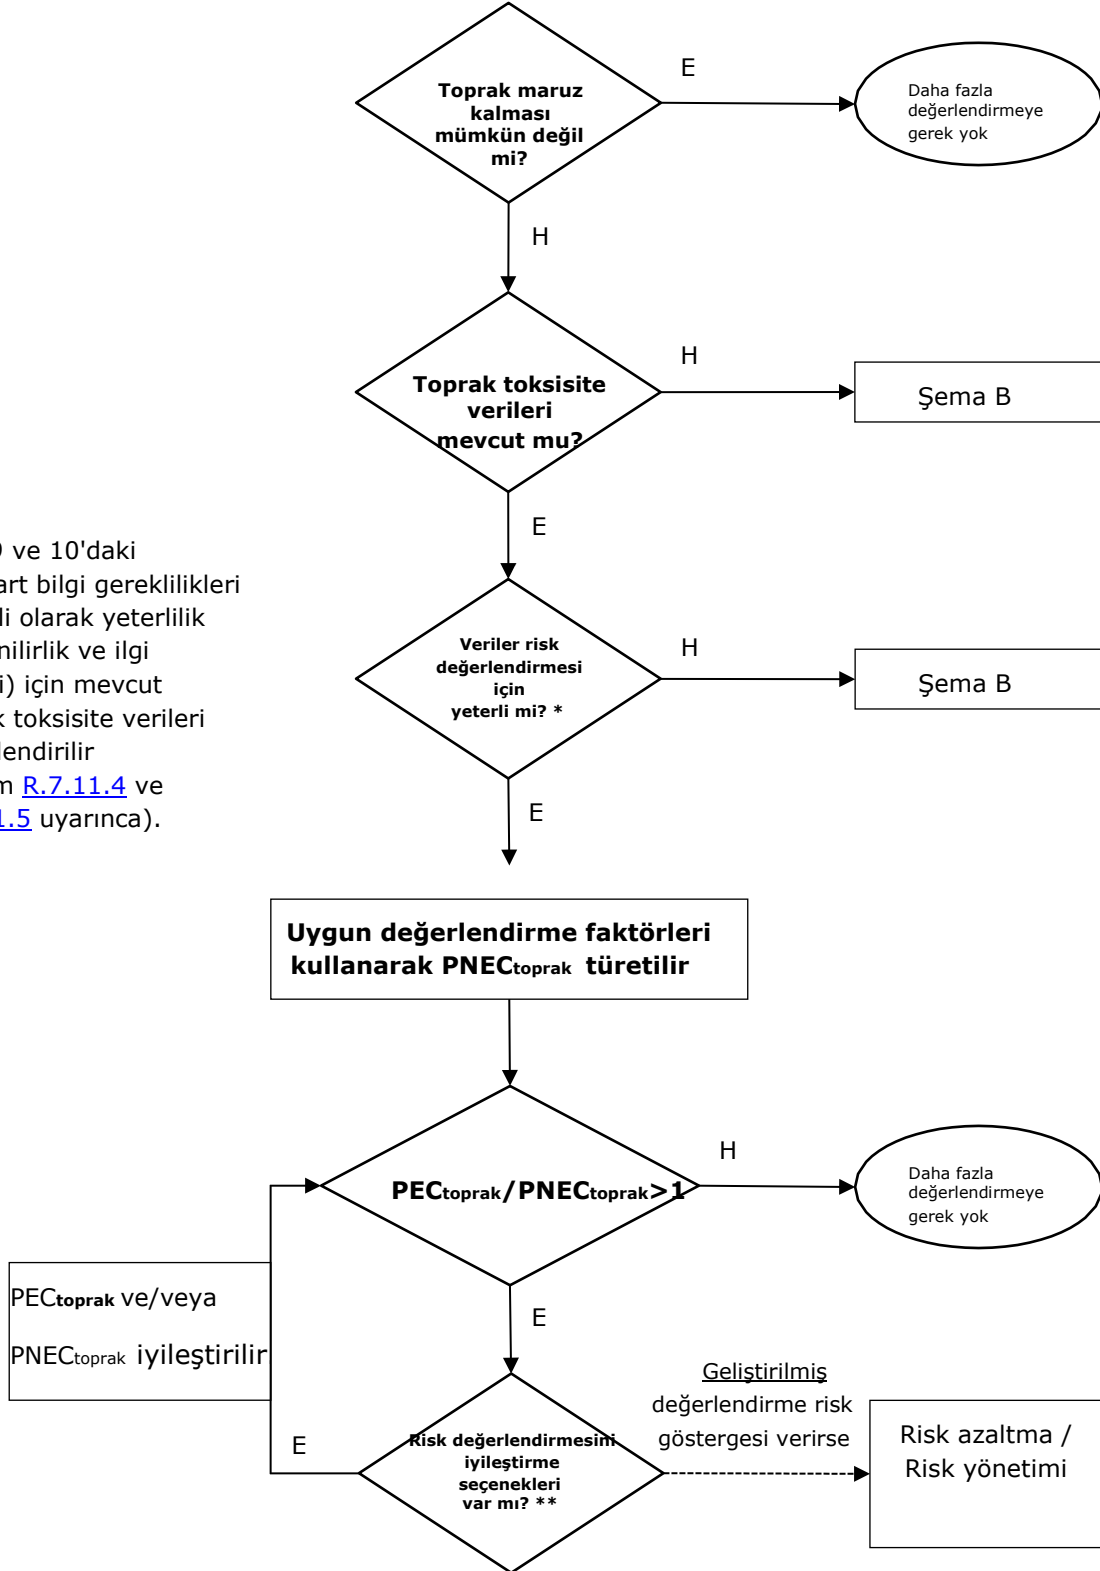 E
Toprak maruz
kalması
mümkün değil
mi?
Daha fazla
değerlendirmeye
gerek yok
H
Toprak toksisite
verileri
mevcut mu?
H
Şema B
E
9 ve 10'daki
art bilgi gereklilikleri
li olarak yeterlilik
nilirlik ve ilgi
i) için mevcut
k toksisite verileri
lendirilir
m R.7.11.4 ve
1.5 uyarınca).
Veriler risk
değerlendirmesi
için
yeterli mi? *
H
Şema B
E
Uygun değerlendirme faktörleri
kullanarak PNECtoprak türetilir
PECtoprak/PNECtoprak>1
H
Daha fazla
değerlendirmeye
gerek yok
E
PECtoprak ve/veya
PNECtoprak iyileştirilir
E
Risk değerlendirmesini
iyileştirme
seçenekleri
var mı? **
Geliştirilmiş
değerlendirme risk
göstergesi verirse
Risk azaltma /
Risk yönetimi